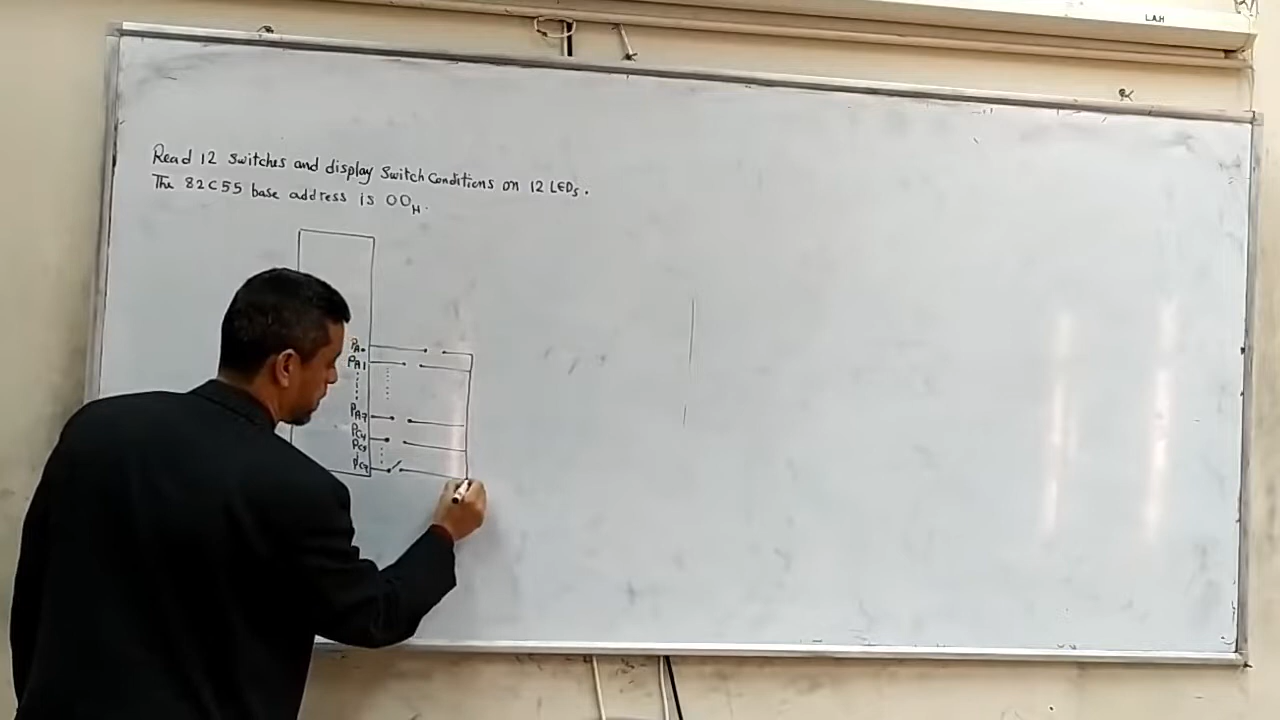 L.A.H
Read 12 Switches and display Switch Conditions on 12 LEDs.
The 82C55 base address is 00H.
PA0
PA1
PA7
PC4
PC5
PC7